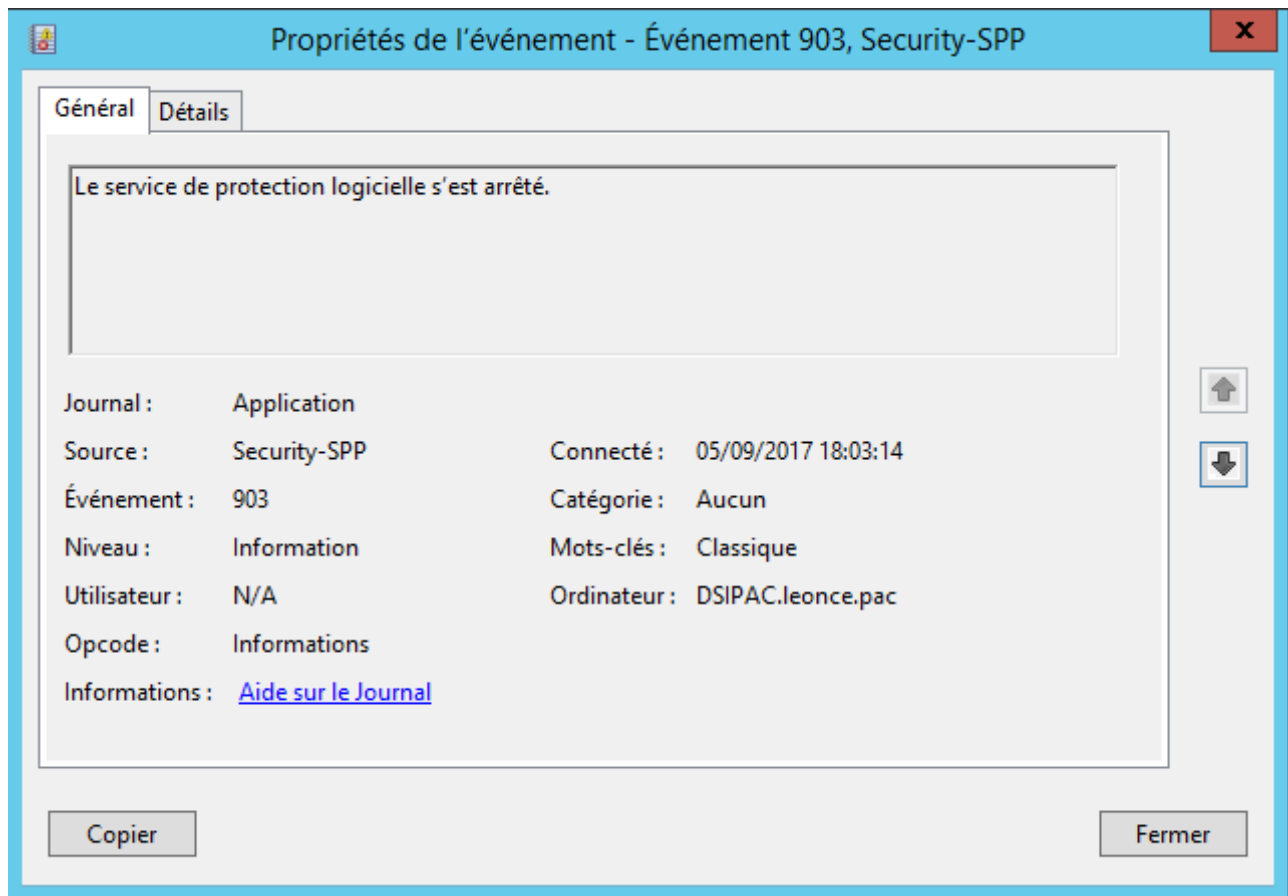 Propriétés de l’événement - Événement 903, Security-SPP
x
Général Détails
Le service de protection logicielle s’est arrêté.
Journal : Application
Source : Security-SPP Connecté : 05/09/2017 18:03:14
Événement : 903 Catégorie : Aucun
Niveau : Information Mots-clés : Classique
Utilisateur : N/A Ordinateur : DSIPAC.leonce.pac
Opcode : Informations
Informations : Aide sur le Journal
Copier Fermer